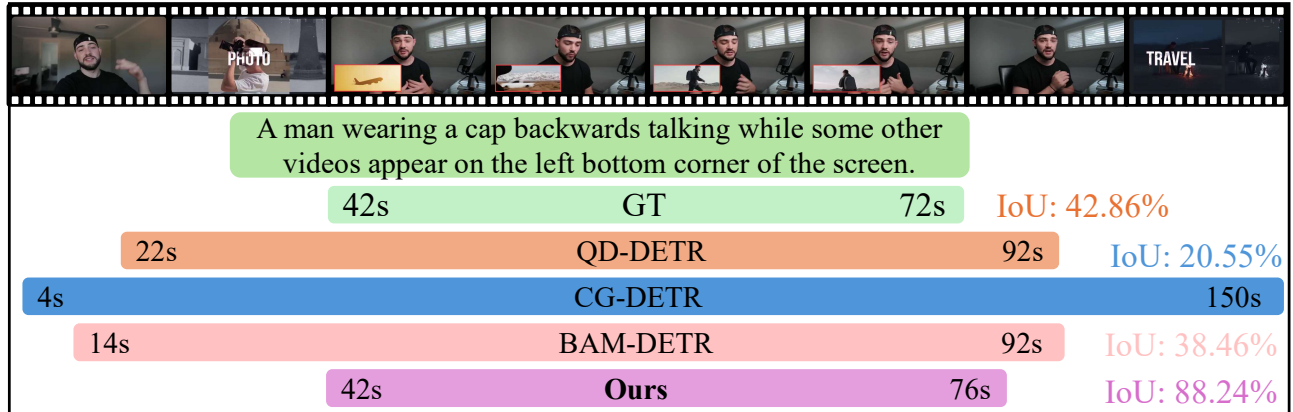 PHOTO
TRAVEL
A man wearing a cap backwards talking while some other
videos appear on the left bottom corner of the screen.
42s GT 72s IoU: 42.86%
22s QD-DETR 92s IoU: 20.55%
4s CG-DETR 150s
14s BAM-DETR 92s IoU: 38.46%
42s Ours 76s IoU: 88.24%